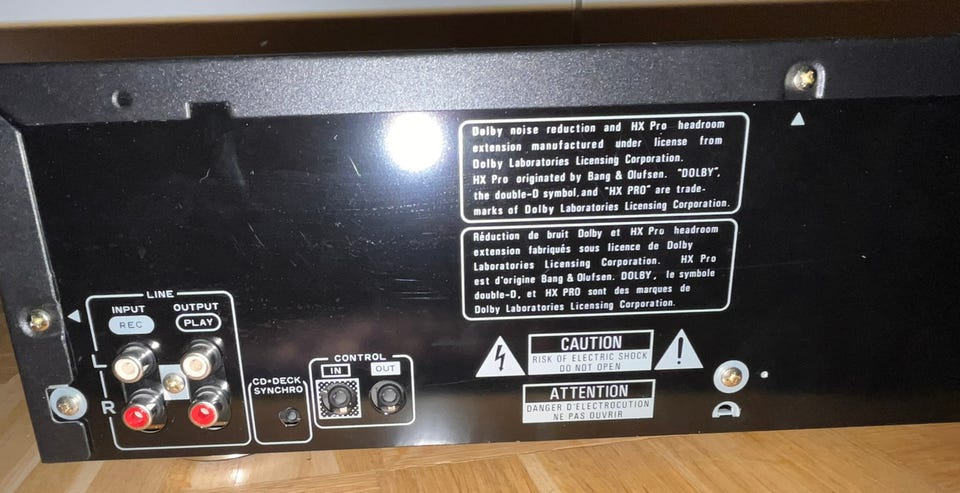 Dolby noise reduction and HX Pro headroom
extension manufactured under license from
Dolby Laboratories Licensing Corporation.
HX Pro originated by Bang & Olufsen. "DOLBY",
the double-D symbol, and "HX PRO" are trade-
marks of Dolby Laboratories Licensing Corporation.
Réduction de bruit Dolby et HX Pro headroom
extension fabriqués sous licence de Dolby
Laboratories Licensing Corporation. HX Pro
est d'origine Bang & Olufsen. DOLBY, le symbole
double-D, et HX PRO sont des marques de
Dolby Laboratories Licensing Corporation.
LINE
INPUT OUTPUT
REC PLAY
L
R
CD•DECK
SYNCHRO
CONTROL
IN OUT
CAUTION
RISK OF ELECTRIC SHOCK
DO NOT OPEN
ATTENTION
DANGER D'ELECTROCUTION
NE PAS OUVRIR
D